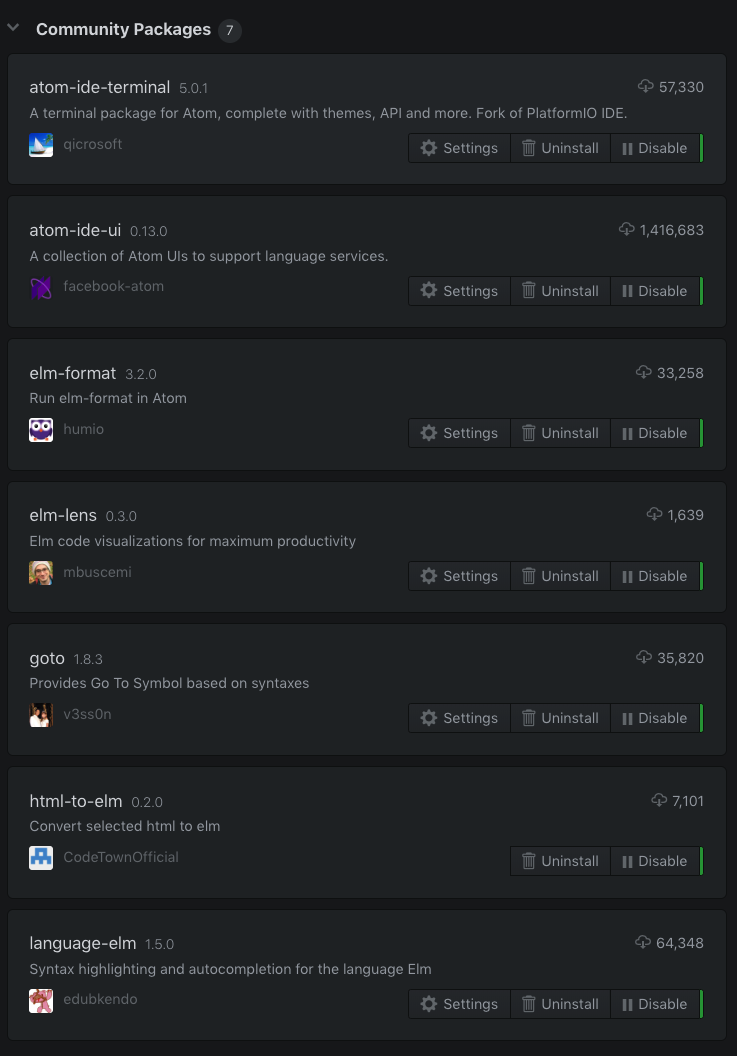 Community Packages 7
atom-ide-terminal 5.0.1 57,330
A terminal package for Atom, complete with themes, API and more. Fork of PlatformIO IDE.
qicrosoft Settings Uninstall Disable
atom-ide-ui 0.13.0 1,416,683
A collection of Atom UIs to support language services.
facebook-atom Settings Uninstall Disable
elm-format 3.2.0 33,258
Run elm-format in Atom
humio Settings Uninstall Disable
elm-lens 0.3.0 1,639
Elm code visualizations for maximum productivity
mbuscemi Settings Uninstall Disable
goto 1.8.3 35,820
Provides Go To Symbol based on syntaxes
v3ss0n Settings Uninstall Disable
html-to-elm 0.2.0 7,101
Convert selected html to elm
CodeTownOfficial Uninstall Disable
language-elm 1.5.0 64,348
Syntax highlighting and autocompletion for the language Elm
edubkendo Settings Uninstall Disable